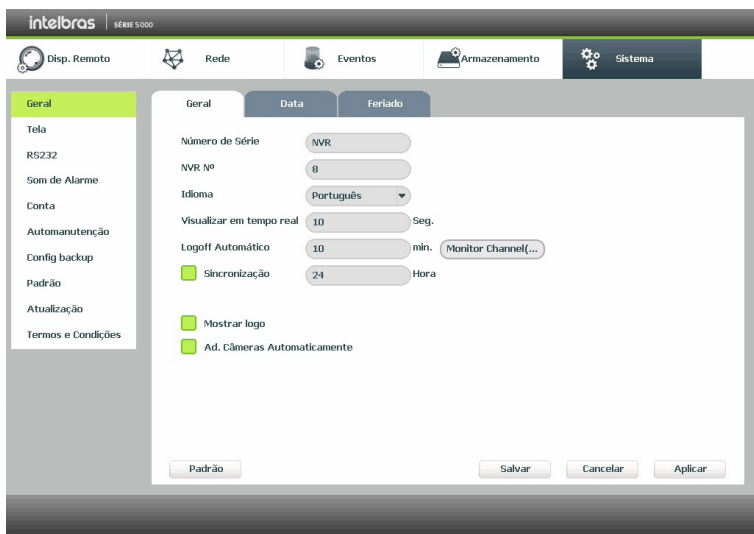 intelbras SÉRIE 5000
Disp. Remoto Rede Eventos Armazenamento Sistema
Geral
Tela
RS232
Som de Alarme
Conta
Automanutenção
Config backup
Padrão
Atualização
Termos e Condições
Geral Data Feriado
Número de Série NVR
NVR Nº 8
Idioma Português
Visualizar em tempo real 10 Seg.
Logoff Automático 10 min. Monitor Channel(...
Sincronização 24 Hora
Mostrar logo
Ad. Câmeras Automaticamente
Padrão Salvar Cancelar Aplicar